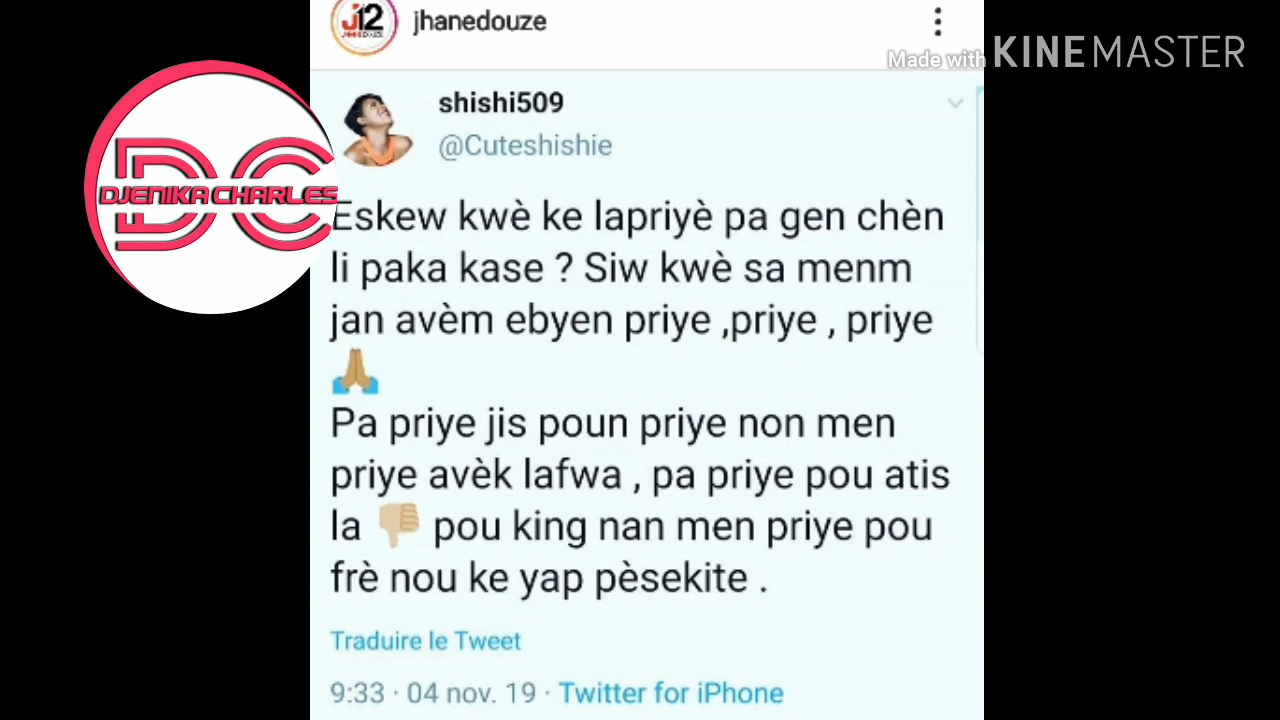 J12
JHANEDOUZE
jhanedouze
Made with KINEMASTER
shishi509
@Cuteshishie
DC
DJENIKA CHARLES
Eskew kwè ke lapriyè pa gen chèn
li paka kase ? Siw kwè sa menm
jan avèm ebyen priye ,priye , priye
🙏🏽
Pa priye jis poun priye non men
priye avèk lafwa , pa priye pou atis
la 👎🏼 pou king nan men priye pou
frè nou ke yap pèsekite .
Traduire le Tweet
9:33 · 04 nov. 19 · Twitter for iPhone